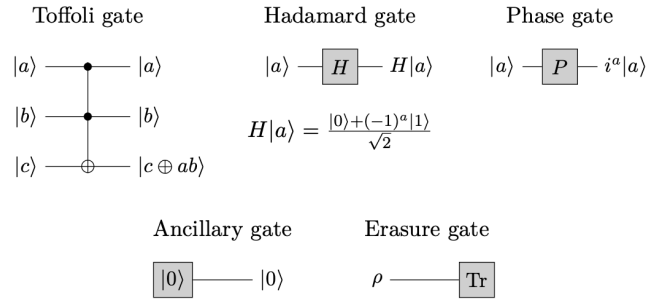 Toffoli gate
Hadamard gate
Phase gate
|a⟩ |a⟩
|b⟩ |b⟩
|c⟩ |c ⊕ ab⟩
|a⟩ H H|a⟩
H|a⟩ = |0⟩+(−1)^a|1⟩ / √2
|a⟩ P i^a|a⟩
Ancillary gate
Erasure gate
|0⟩ |0⟩
ρ Tr